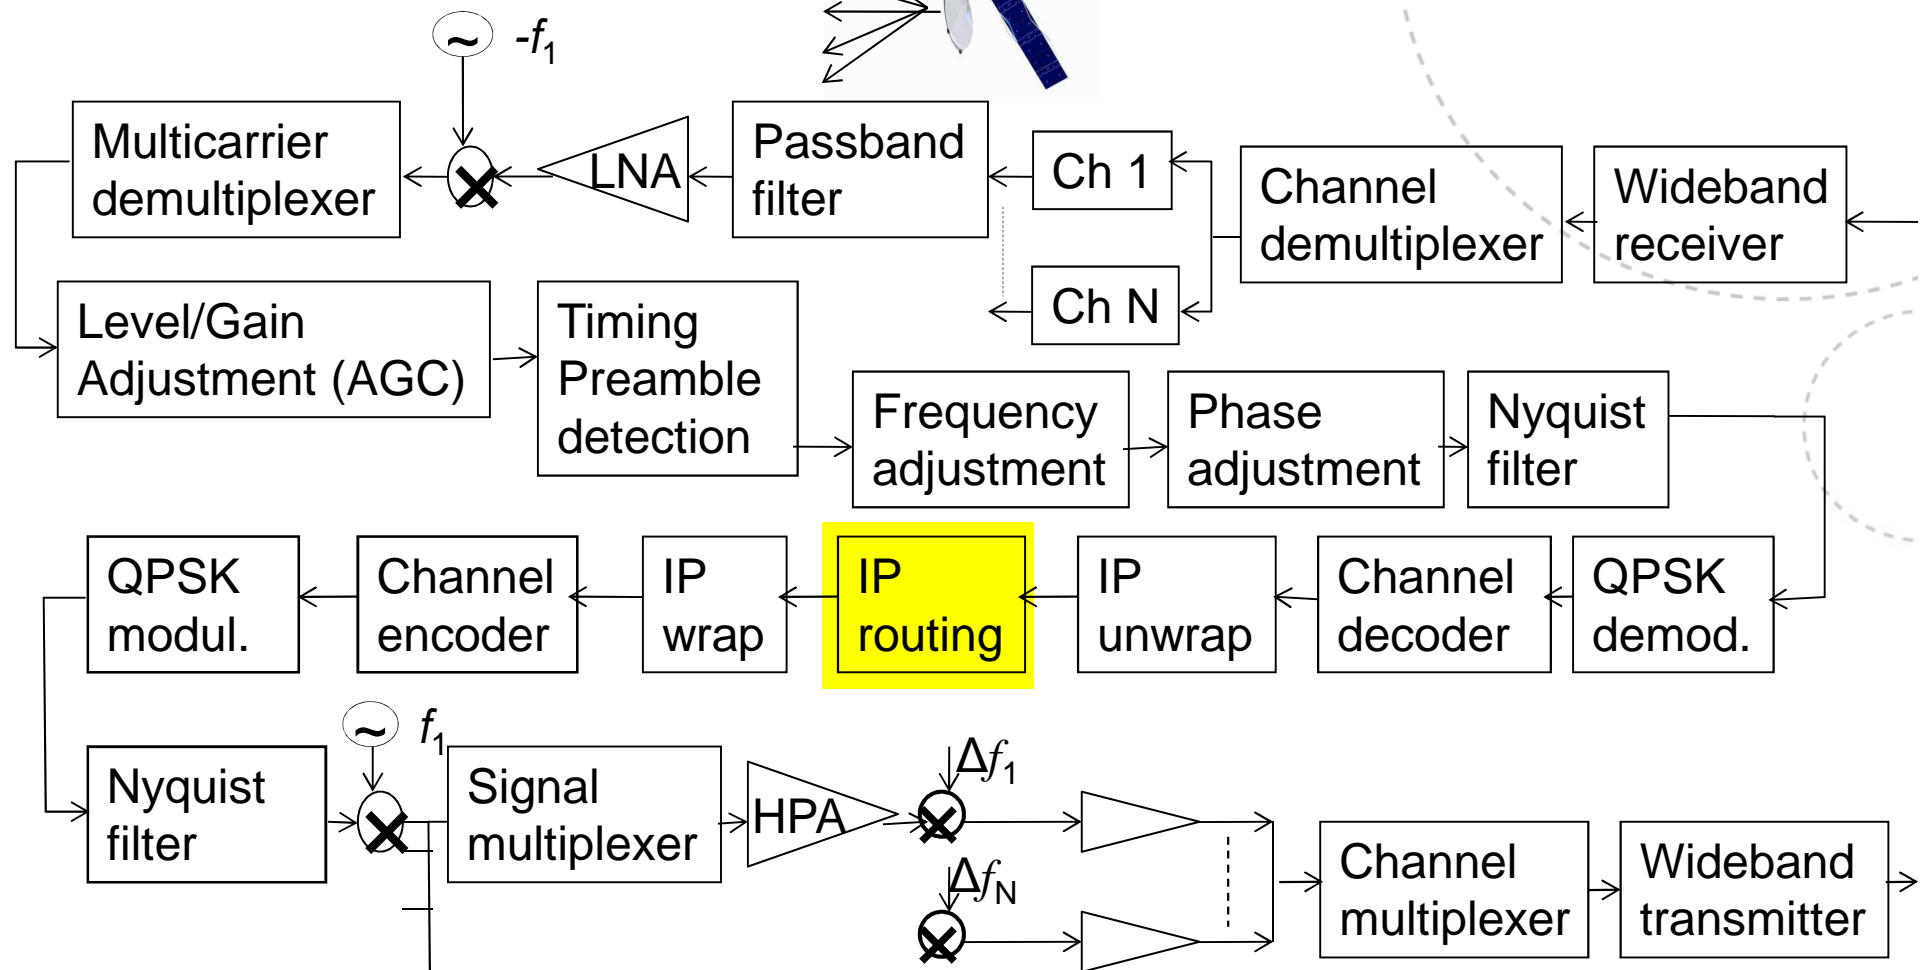 ~
-f1
Multicarrier
demultiplexer
LNA
Passband
filter
Ch 1
Ch N
Channel
demultiplexer
Wideband
receiver
Level/Gain
Adjustment (AGC)
Timing
Preamble
detection
Frequency
adjustment
Phase
adjustment
Nyquist
filter
QPSK
modul.
Channel
encoder
IP
wrap
IP
routing
IP
unwrap
Channel
decoder
QPSK
demod.
~
f1
Nyquist
filter
Signal
multiplexer
HPA
Δf1
ΔfN
Channel
multiplexer
Wideband
transmitter